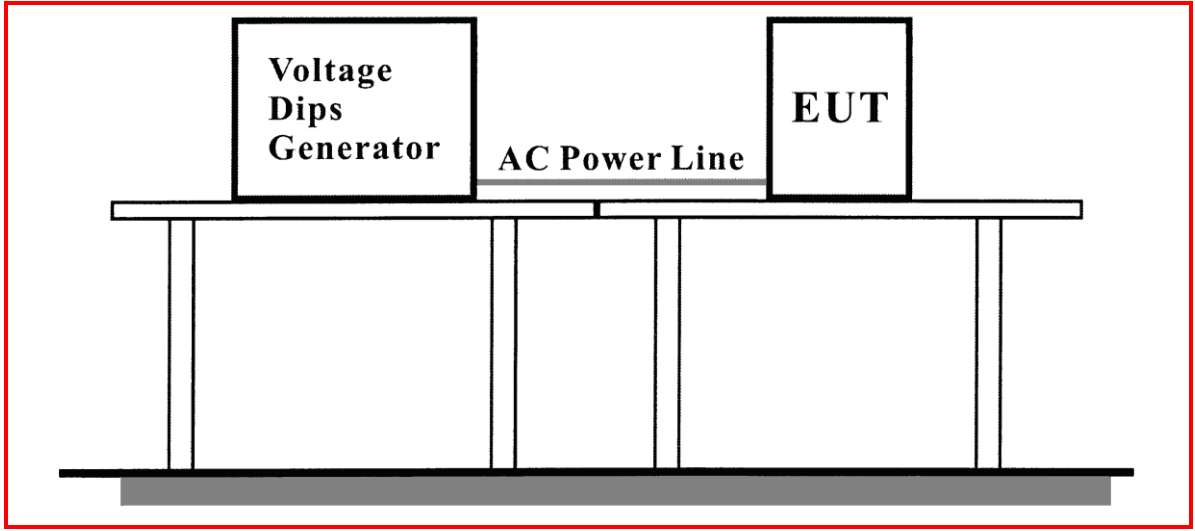 Voltage
Dips
Generator
AC Power Line
EUT